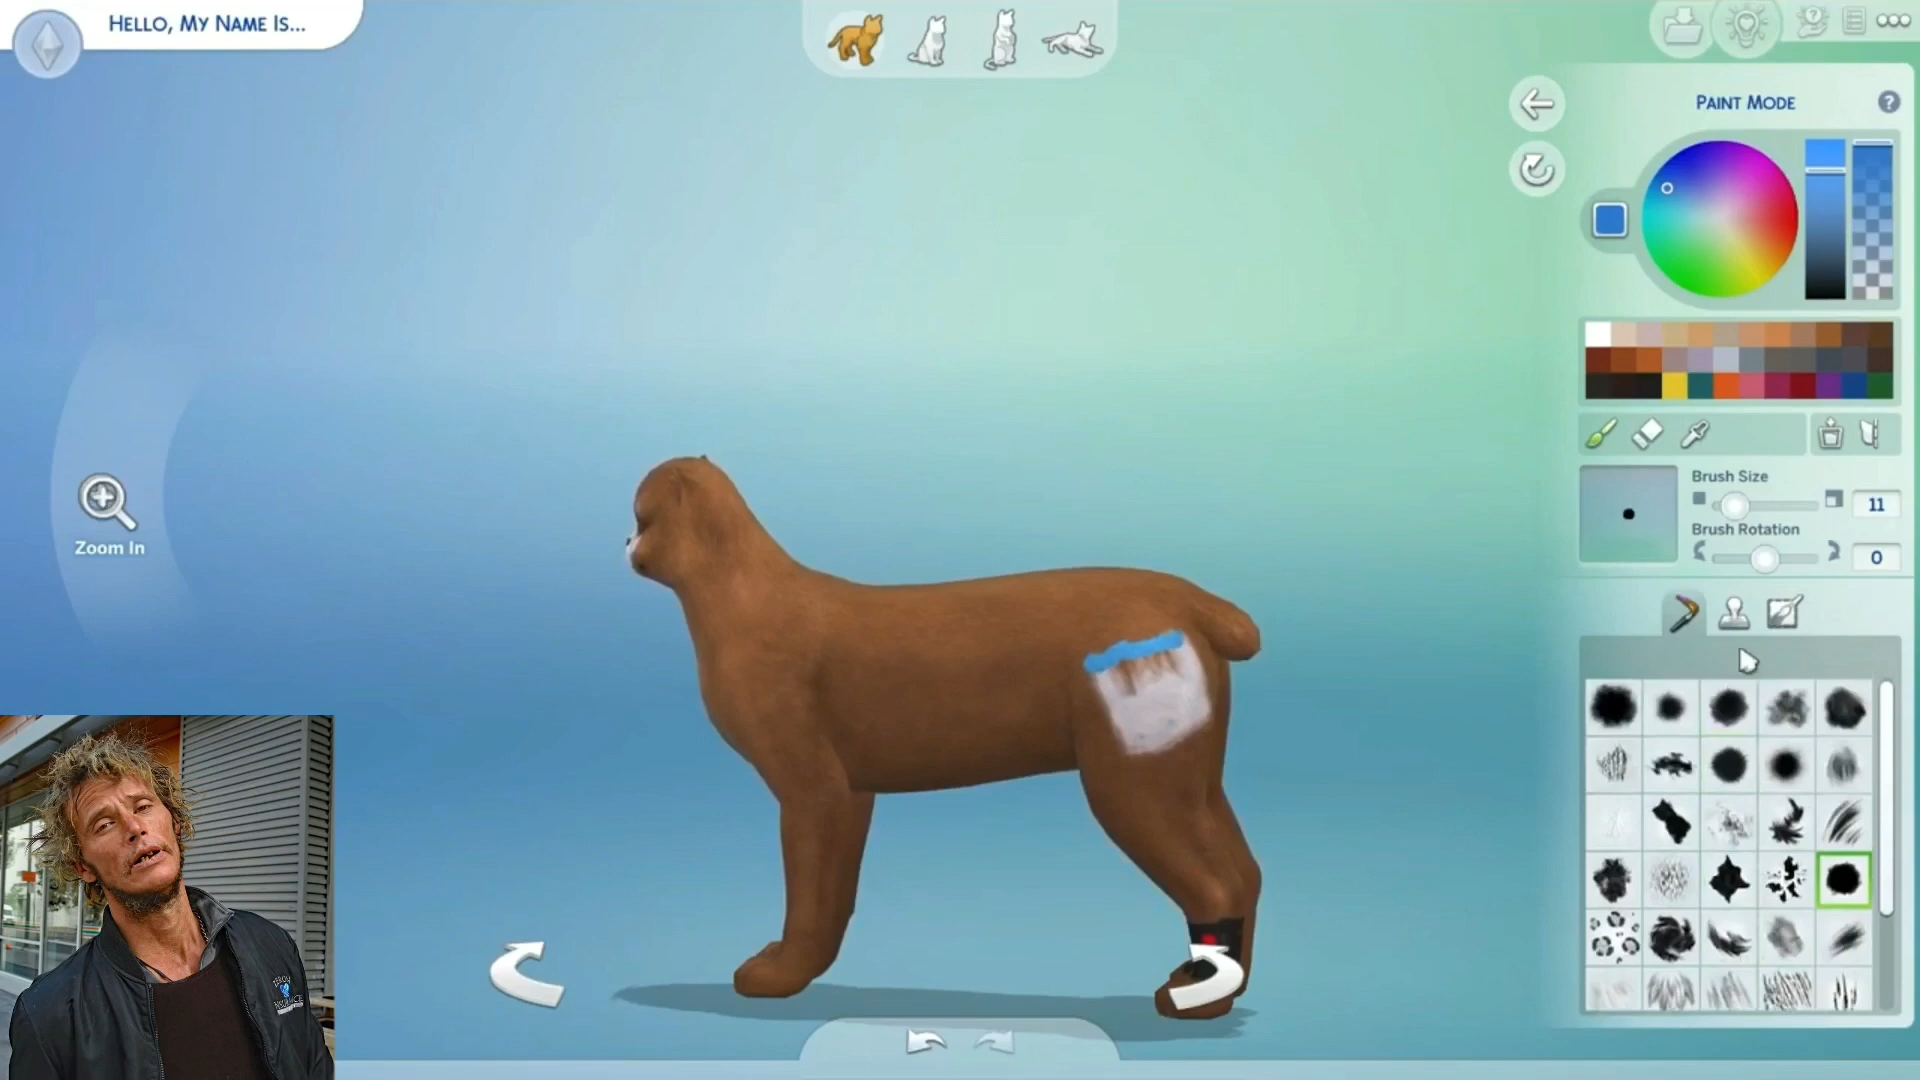 HELLO, MY NAME IS...
PAINT MODE
?
Brush Size
11
Brush Rotation
0
Zoom In